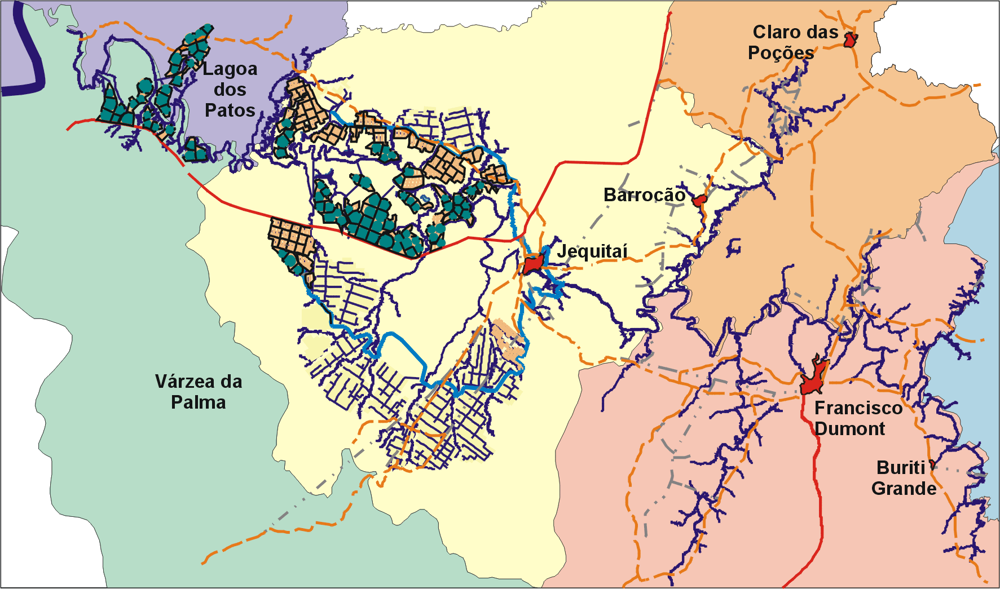 Claro das
Poções
Lagoa
dos
Patos
Barrocão
Jequitaí
Várzea da
Palma
Francisco
Dumont
Buriti
Grande